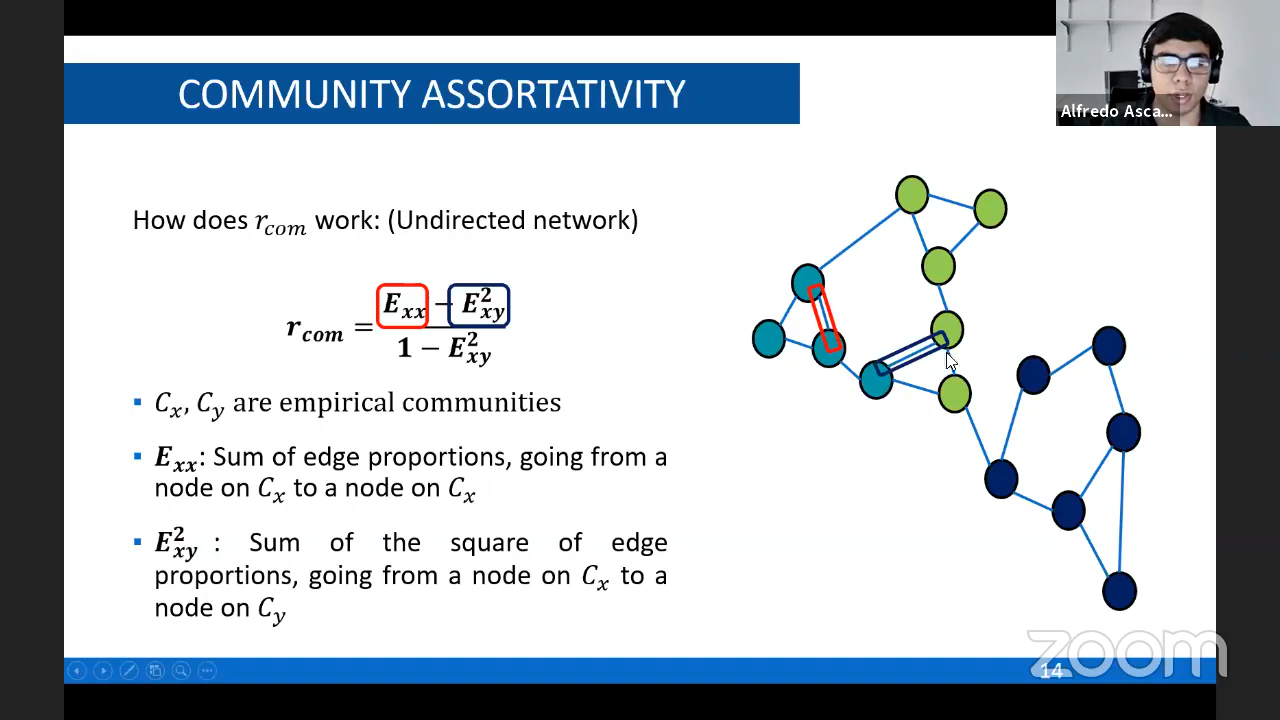 COMMUNITY ASSORTATIVITY
Alfredo Asca...
How does r_com work: (Undirected network)
r_com = (E_xx − E²_xy) / (1 − E²_xy)
▪ C_x, C_y are empirical communities
▪ E_xx: Sum of edge proportions, going from a
node on C_x to a node on C_x
▪ E²_xy : Sum of the square of edge
proportions, going from a node on C_x to a
node on C_y
zoom
14